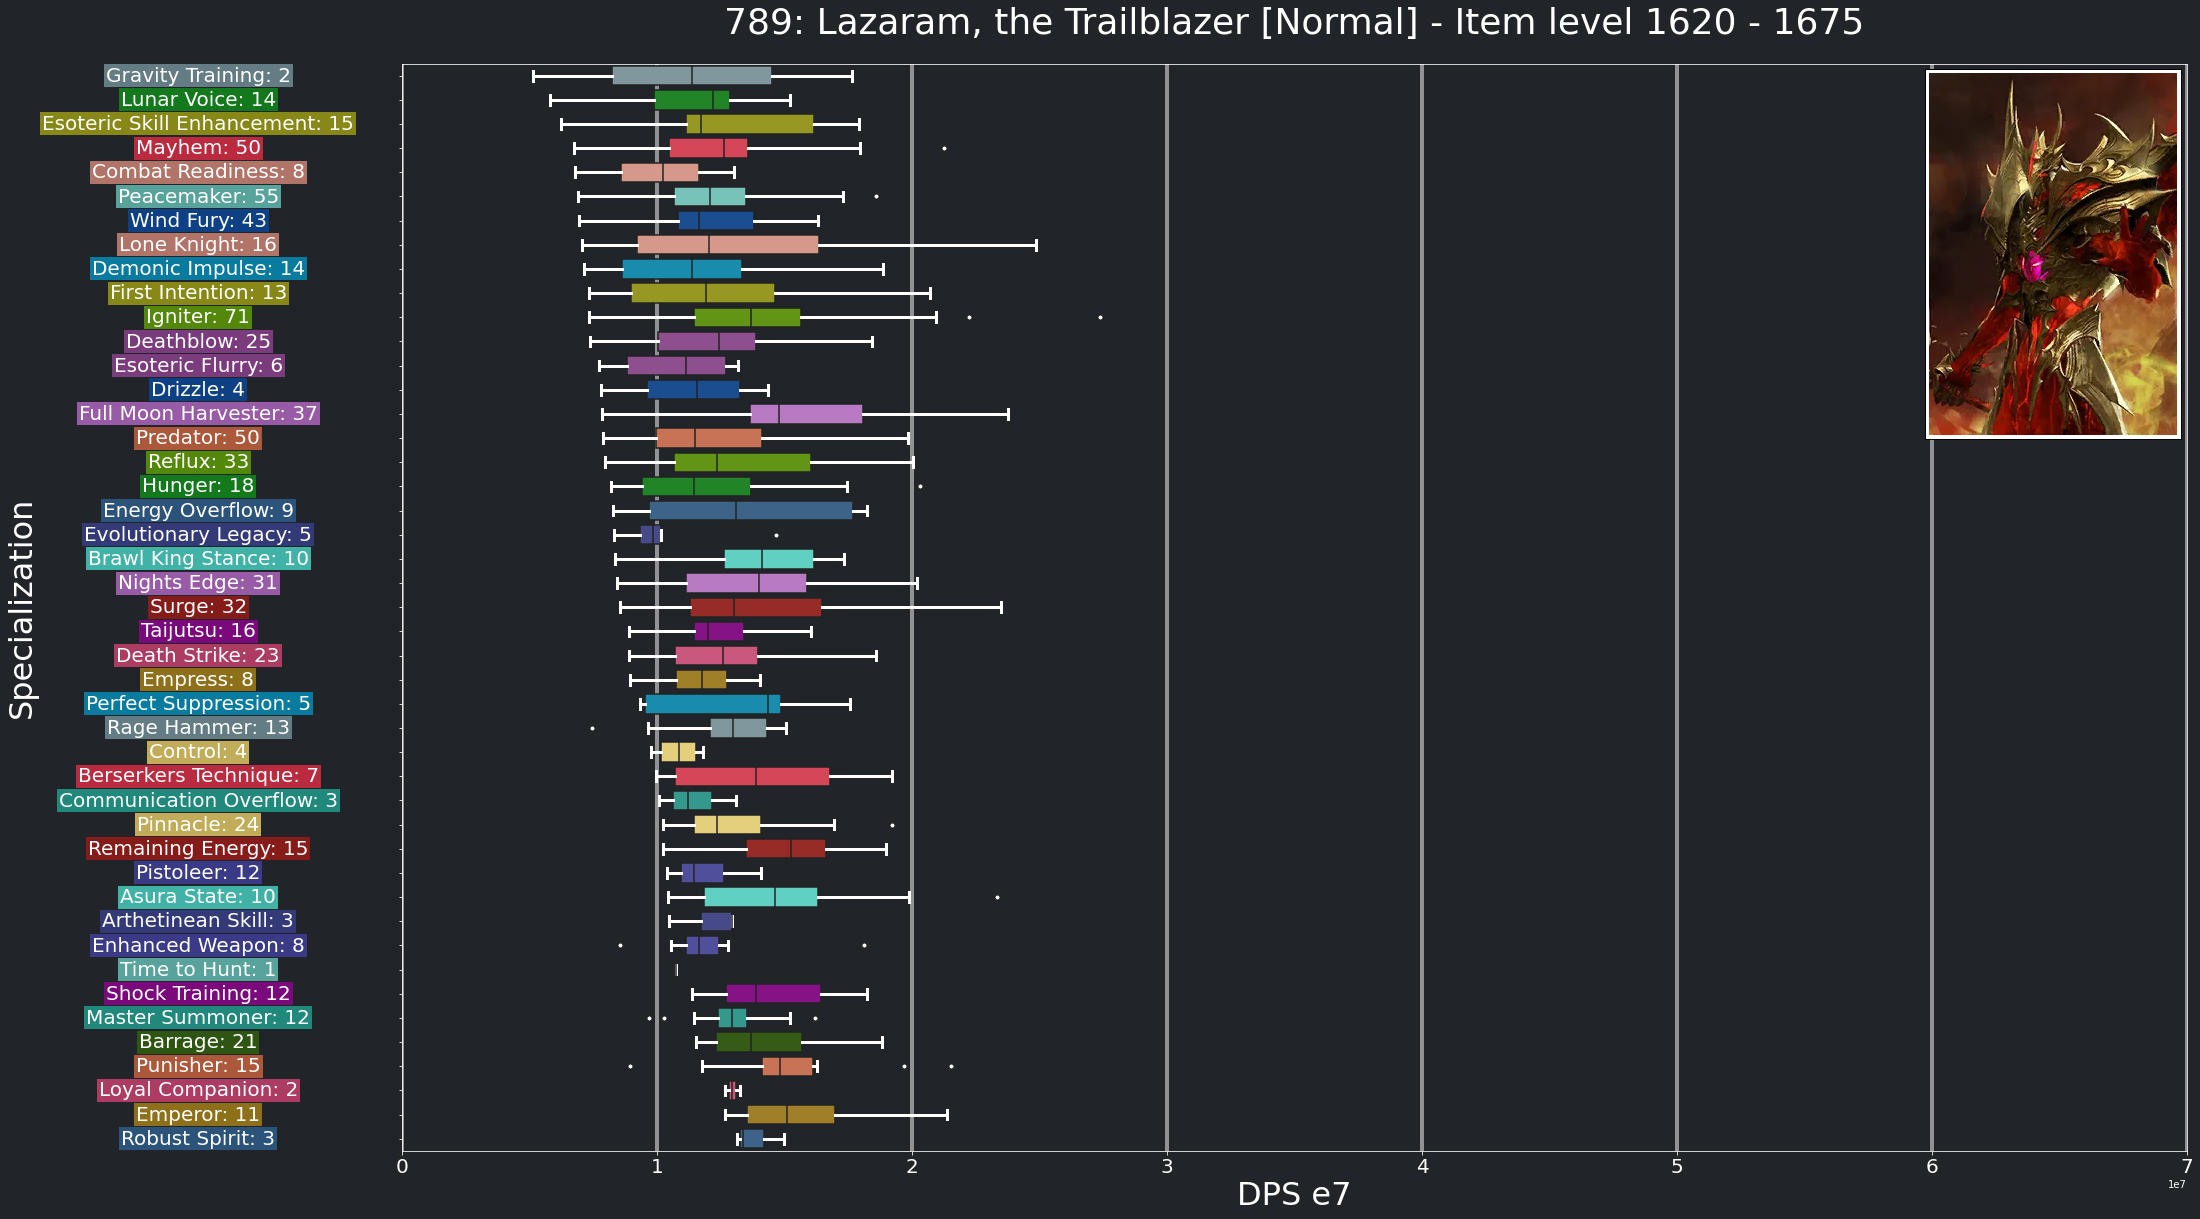 789: Lazaram, the Trailblazer [Normal] - Item level 1620 - 1675
Specialization
Gravity Training: 2
Lunar Voice: 14
Esoteric Skill Enhancement: 15
Mayhem: 50
Combat Readiness: 8
Peacemaker: 55
Wind Fury: 43
Lone Knight: 16
Demonic Impulse: 14
First Intention: 13
Igniter: 71
Deathblow: 25
Esoteric Flurry: 6
Drizzle: 4
Full Moon Harvester: 37
Predator: 50
Reflux: 33
Hunger: 18
Energy Overflow: 9
Evolutionary Legacy: 5
Brawl King Stance: 10
Nights Edge: 31
Surge: 32
Taijutsu: 16
Death Strike: 23
Empress: 8
Perfect Suppression: 5
Rage Hammer: 13
Control: 4
Berserkers Technique: 7
Communication Overflow: 3
Pinnacle: 24
Remaining Energy: 15
Pistoleer: 12
Asura State: 10
Arthetinean Skill: 3
Enhanced Weapon: 8
Time to Hunt: 1
Shock Training: 12
Master Summoner: 12
Barrage: 21
Punisher: 15
Loyal Companion: 2
Emperor: 11
Robust Spirit: 3
0 1 2 3 4 5 6 7
1e7
DPS e7